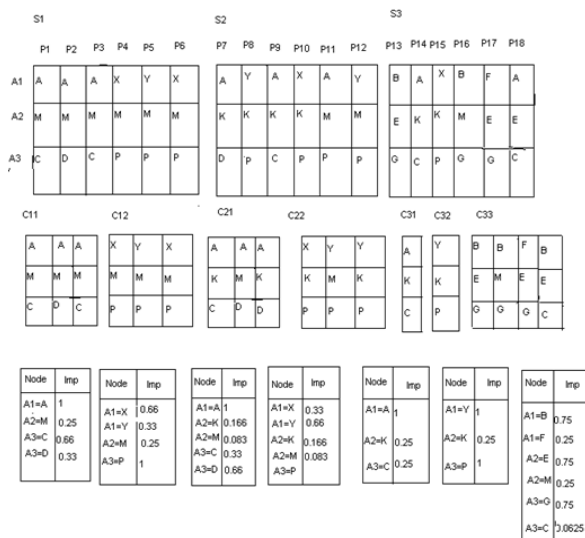 S1 S2 S3
P1 P2 P3 P4 P5 P6 P7 P8 P9 P10 P11 P12 P13 P14 P15 P16 P17 P18
A1 A A A X Y X A Y A X A Y B A X B F A
A2 M M M M M M K K K K M M E K K M E E
A3 C D C P P P D P C P P P G C P G G C
C11 C12 C21 C22 C31 C32 C33
A A A X Y X A A A X Y Y A Y B B F B
M M M M M M K M K K M K K K E M E E
C D C P P P C D D P P P C P G G G C
Node Imp
A1=A 1
A2=M 0.25
A3=C 0.66
A3=D 0.33
Node Imp
A1=X 0.66
A1=Y 0.33
A2=M 0.25
A3=P 1
Node Imp
A1=A 1
A2=K 0.166
A2=M 0.083
A3=C 0.33
A3=D 0.66
Node Imp
A1=X 0.33
A1=Y 0.66
A2=K 0.166
A2=M 0.083
A3=P
Node Imp
A1=A 1
A2=K 0.25
A3=C 0.25
Node Imp
A1=Y 1
A2=K 0.25
A3=P 1
Node Imp
A1=B 0.75
A1=F 0.25
A2=E 0.75
A2=M 0.25
A3=G 0.75
A3=C 0.0625